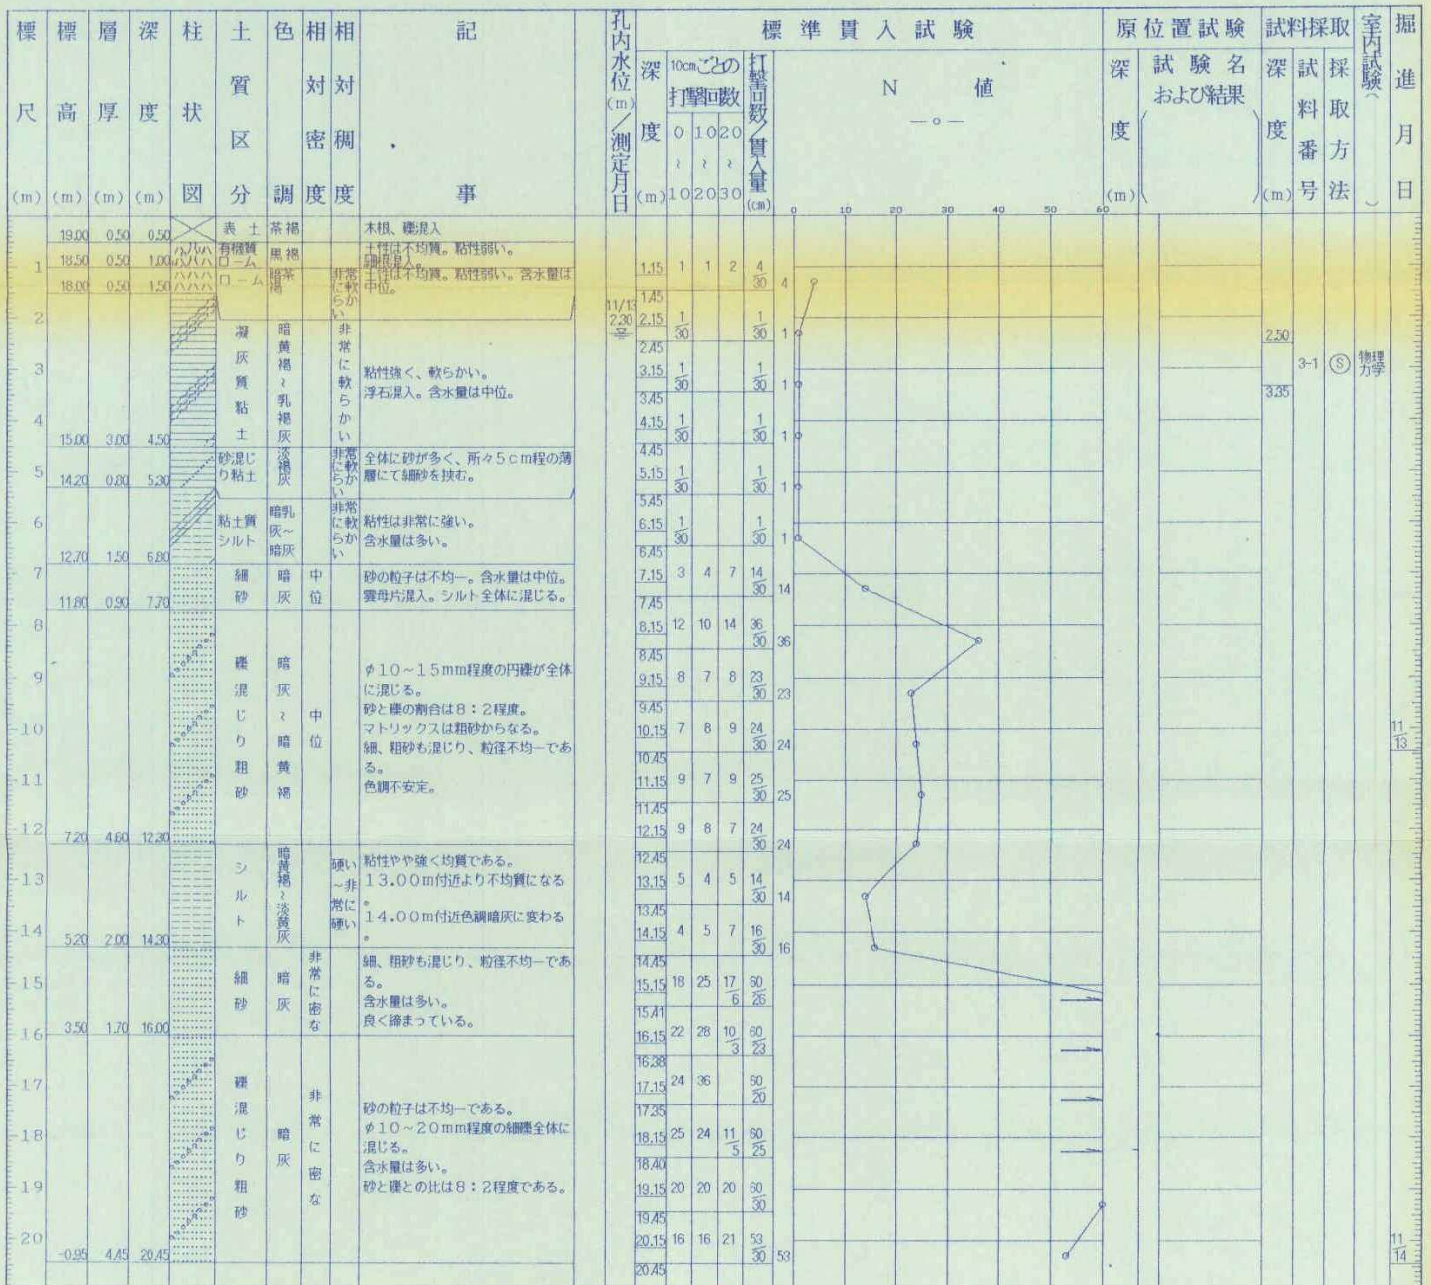 標尺(m)
標高(m)
層厚(m)
深度(m)
柱状図
土質区分
色調
相対密度
相対稠度
記事
孔内水位(m)/測定月日
標準貫入試験
深度(m)
10cmごとの打撃回数
0~10
10~20
20~30
打撃回数/貫入量(cm)
N 値
—o—
0 10 20 30 40 50 60
原位置試験
深度(m)
試験名および結果
試料採取
深度(m)
試料番号
採取方法
室内試験()
掘進月日
19.00 0.50 0.50 表土 茶褐 木根、礫混入
18.50 0.50 1.00 有機質ローム 黒褐 土性は不均質。粘性弱い。
細根混入。
18.00 0.50 1.50 ローム 暗茶褐 非常に軟らかい 土性は不均質。粘性弱い。含水量は
中位。
15.00 3.00 4.50 凝灰質粘土 暗黄褐~乳褐灰 非常に軟らかい 粘性強く、軟らかい。
浮石混入。含水量は中位。
14.20 0.80 5.30 砂混じり粘土 淡褐灰 非常に軟らかい 全体に砂が多く、所々5cm程の薄
層にて細砂を挟む。
12.70 1.50 6.80 粘土質シルト 暗乳灰~暗灰 非常に軟らかい 粘性は非常に強い。
含水量は多い。
11.80 0.90 7.70 細砂 暗灰 中位 砂の粒子は不均一。含水量は中位。
雲母片混入。シルト全体に混じる。
7.20 4.60 12.30 礫混じり粗砂 暗灰~暗黄褐 中位 φ10~15mm程度の円礫が全体
に混じる。
砂と礫の割合は8:2程度。
マトリックスは粗砂からなる。
細、粗砂も混じり、粒径不均一であ
る。
色調不安定。
5.20 2.00 14.30 シルト 暗黄褐~淡黄灰 硬い~非常に硬い 粘性やや強く均質である。
13.00m付近より不均質になる
。
14.00m付近色調暗灰に変わる
。
3.50 1.70 16.00 細砂 暗灰 非常に密な 細、粗砂も混じり、粒径不均一であ
る。
含水量は多い。
良く締まっている。
-0.95 4.45 20.45 礫混じり粗砂 暗灰 非常に密な 砂の粒子は不均一である。
φ10~20mm程度の細礫全体に
混じる。
含水量は多い。
砂と礫との比は8:2程度である。
1
2
3
4
5
6
7
8
9
10
11
12
13
14
15
16
17
18
19
20
11/13
2.30
1.15 1 1 2 4/30 4
1.45
2.15 1/30 1/30 1
2.45
3.15 1/30 1/30 1
3.45
4.15 1/30 1/30 1
4.45
5.15 1/30 1/30 1
5.45
6.15 1/30 1/30 1
6.45
7.15 3 4 7 14/30 14
7.45
8.15 12 10 14 36/30 36
8.45
9.15 8 7 8 23/30 23
9.45
10.15 7 8 9 24/30 24
10.45
11.15 9 7 9 25/30 25
11.45
12.15 9 8 7 24/30 24
12.45
13.15 5 4 5 14/30 14
13.45
14.15 4 5 7 16/30 16
14.45
15.15 18 25 17/6 60/26
15.41
16.15 22 28 10/3 60/23
16.38
17.15 24 36 60/20
17.35
18.15 25 24 11/5 60/25
18.40
19.15 20 20 20 60/30
19.45
20.15 16 16 21 53/30 53
20.45
2.50
3-1 Ⓢ 物理力学
3.35
11/13
11/14